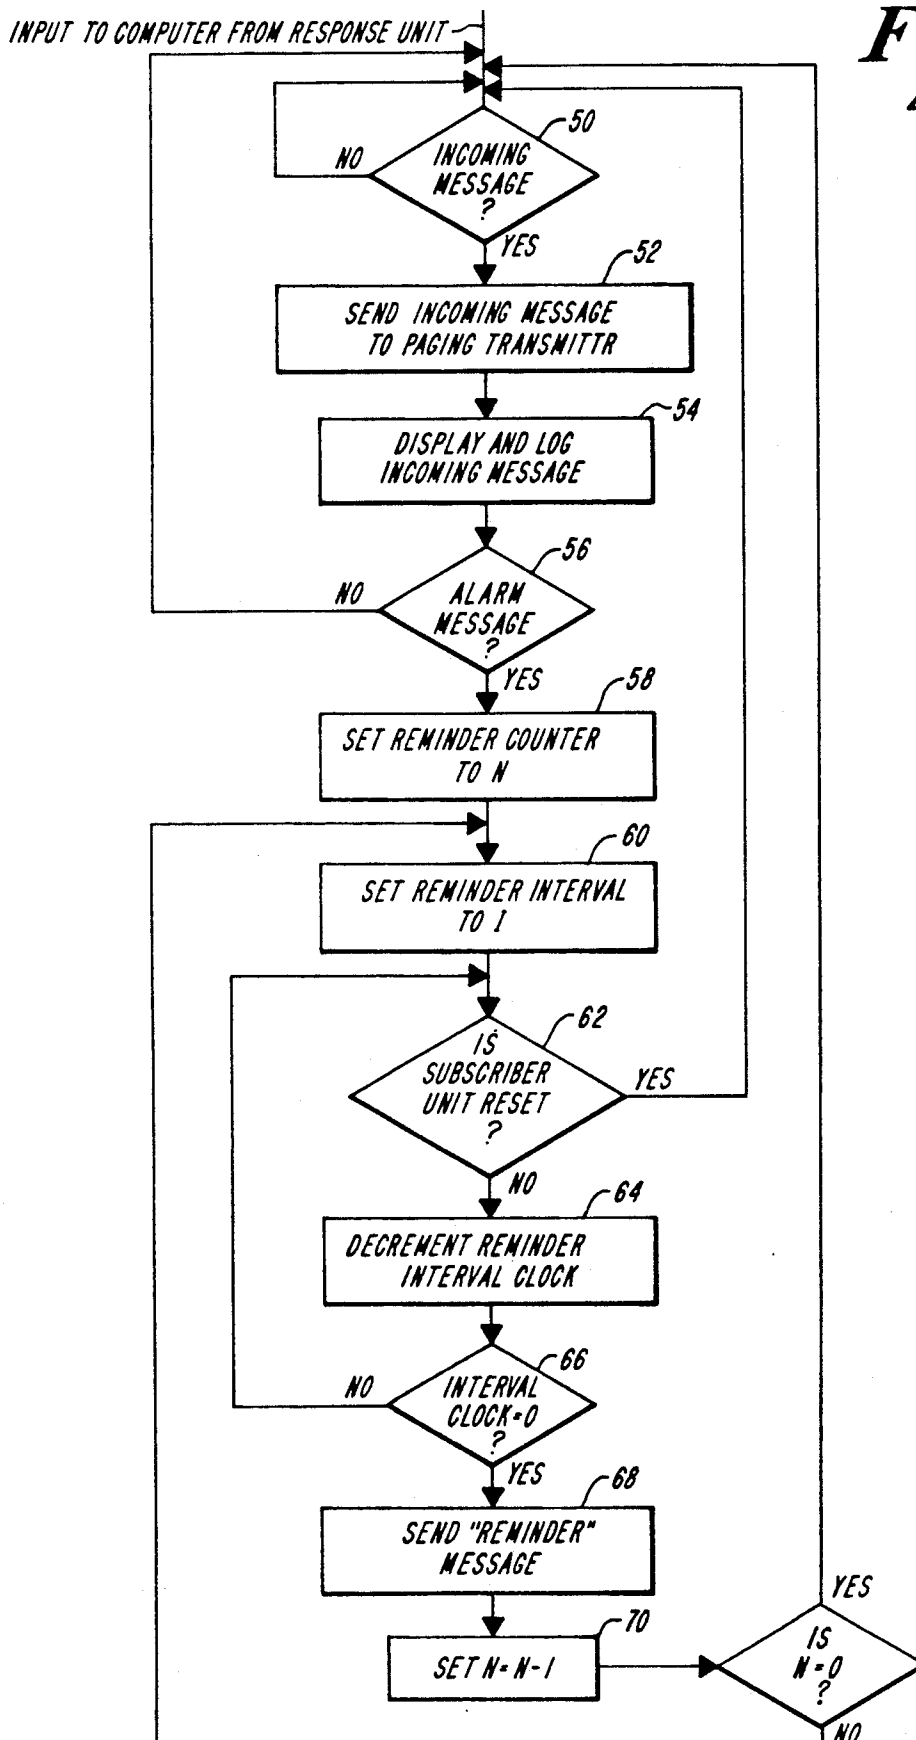 INPUT TO COMPUTER FROM RESPONSE UNIT
F
50
NO
INCOMING
MESSAGE
?
YES
52
SEND INCOMING MESSAGE
TO PAGING TRANSMITTR
54
DISPLAY AND LOG
INCOMING MESSAGE
56
NO
ALARM
MESSAGE
?
YES
58
SET REMINDER COUNTER
TO N
60
SET REMINDER INTERVAL
TO I
62
IS
SUBSCRIBER
UNIT RESET
?
YES
NO
64
DECREMENT REMINDER
INTERVAL CLOCK
66
NO
INTERVAL
CLOCK=0
?
YES
68
SEND "REMINDER"
MESSAGE
70
SET N=N-1
YES
IS
N=0
?
NO